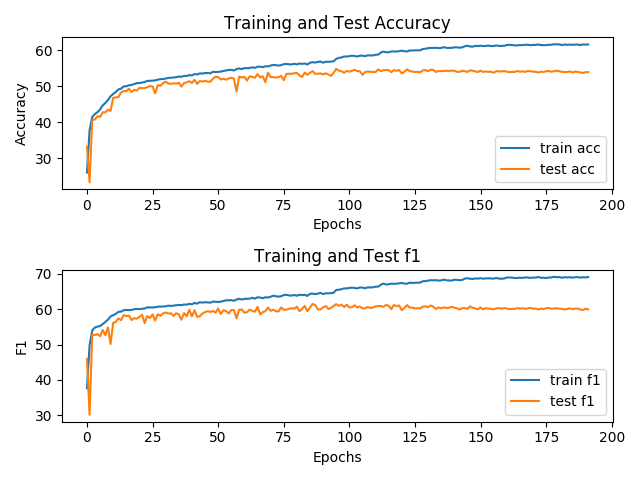 Training and Test Accuracy
Accuracy
60
50
40
30
train acc
test acc
0 25 50 75 100 125 150 175 200
Epochs
Training and Test f1
F1
70
60
50
40
30
train f1
test f1
0 25 50 75 100 125 150 175 200
Epochs